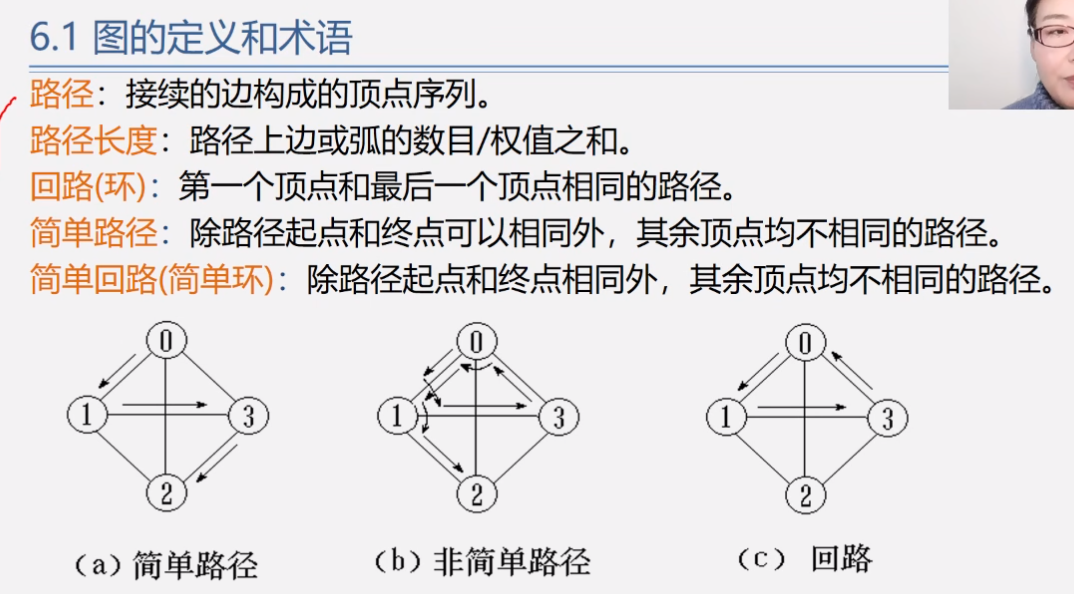 6.1 图的定义和术语
路径：接续的边构成的顶点序列。
路径长度：路径上边或弧的数目/权值之和。
回路(环)：第一个顶点和最后一个顶点相同的路径。
简单路径：除路径起点和终点可以相同外，其余顶点均不相同的路径。
简单回路(简单环)：除路径起点和终点相同外，其余顶点均不相同的路径。
0 0 0
1 3 1 3 1 3
2 2 2
（a）简单路径 （b）非简单路径 （c） 回路